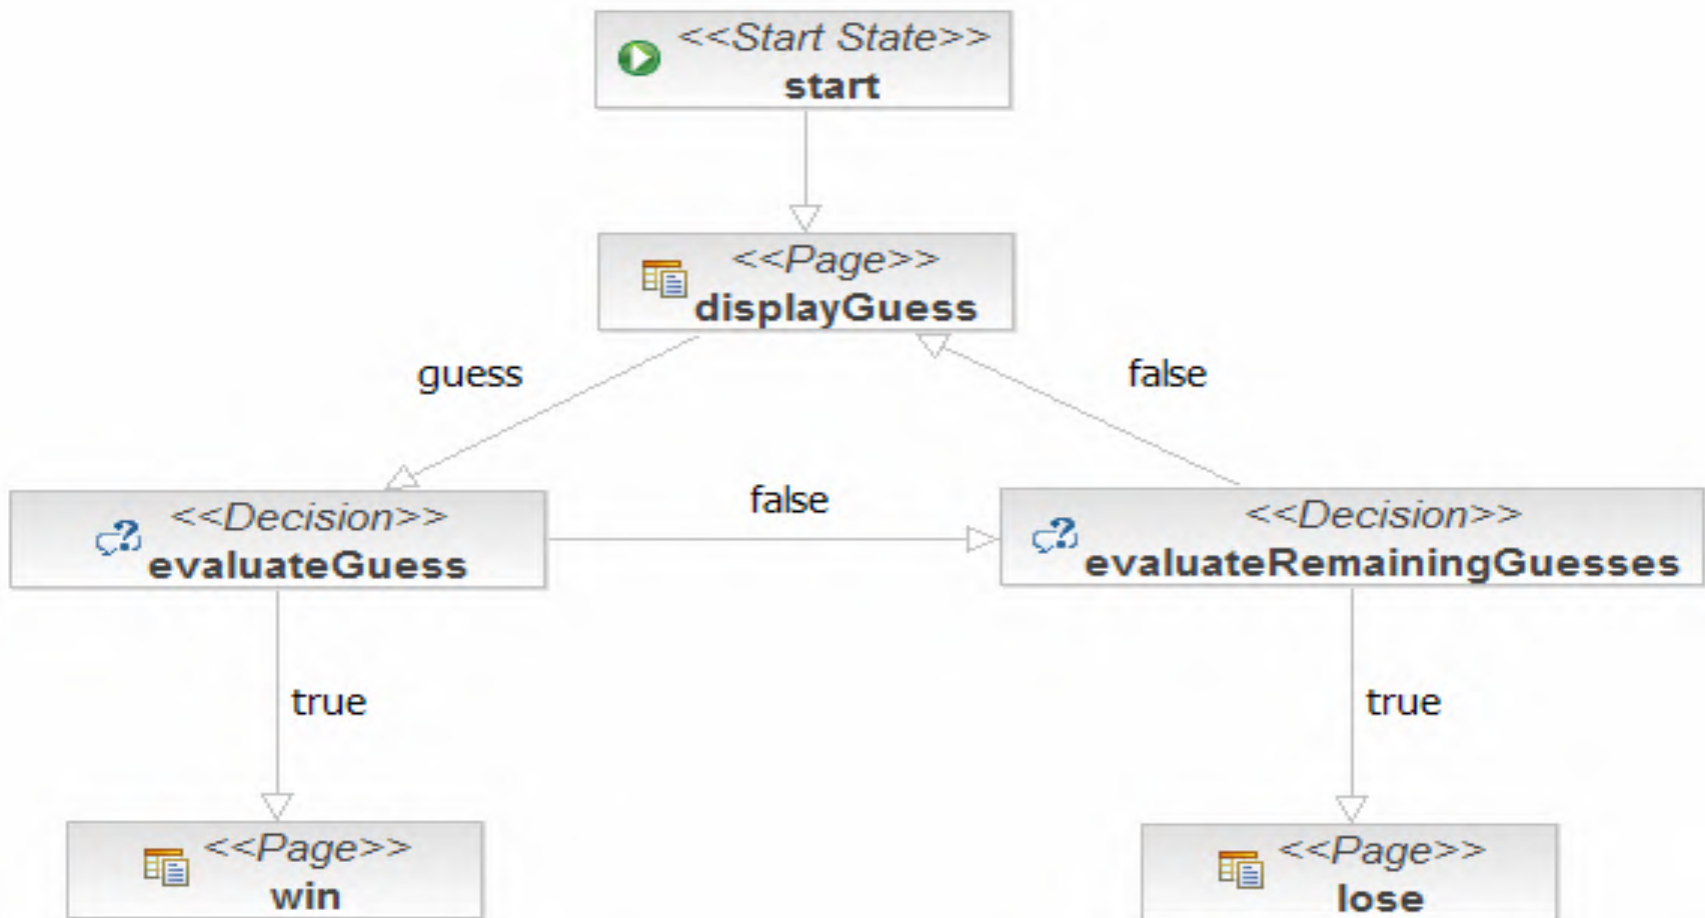 <<Start State>>
start
<<Page>>
displayGuess
guess
false
<<Decision>>
evaluateGuess
false
<<Decision>>
evaluateRemainingGuesses
true
true
<<Page>>
win
<<Page>>
lose